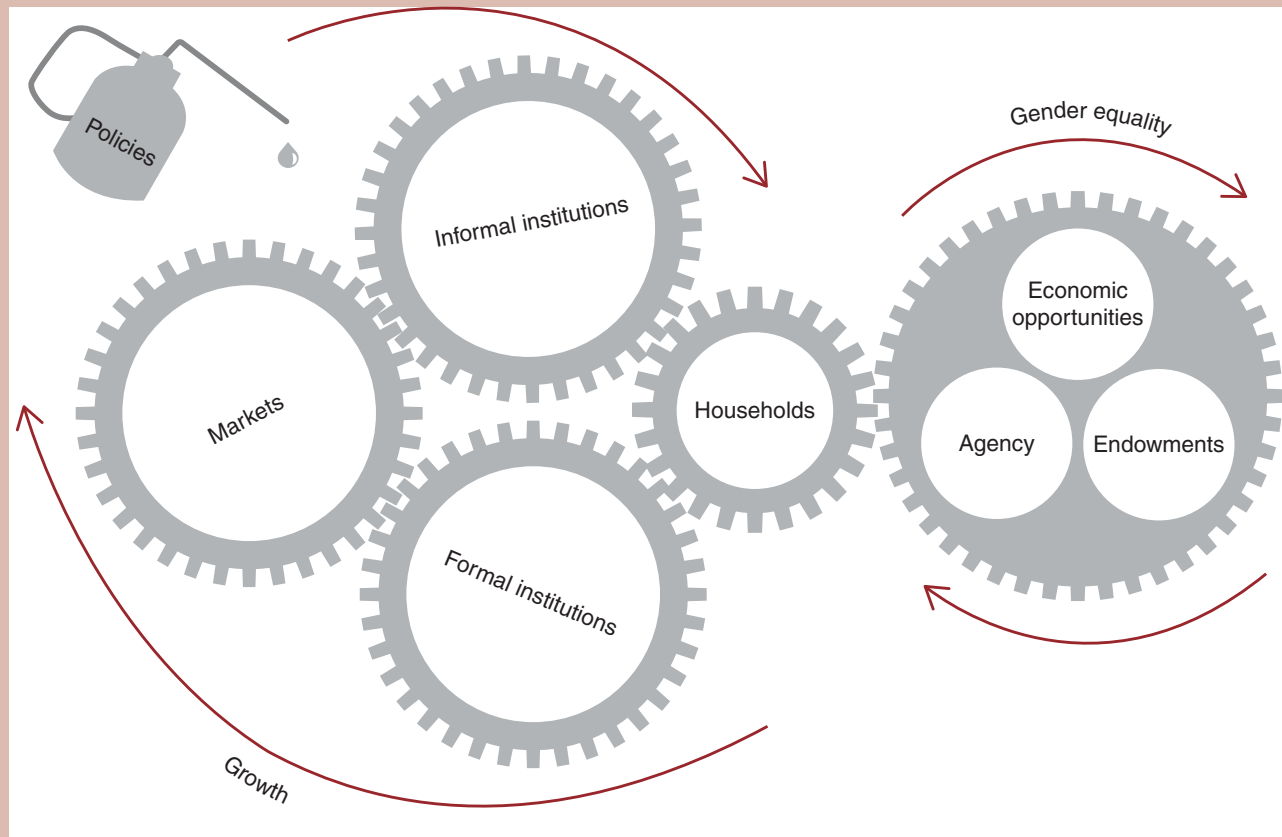 Policies
Informal institutions
Gender equality
Economic
opportunities
Markets
Households
Agency
Endowments
Formal institutions
Growth